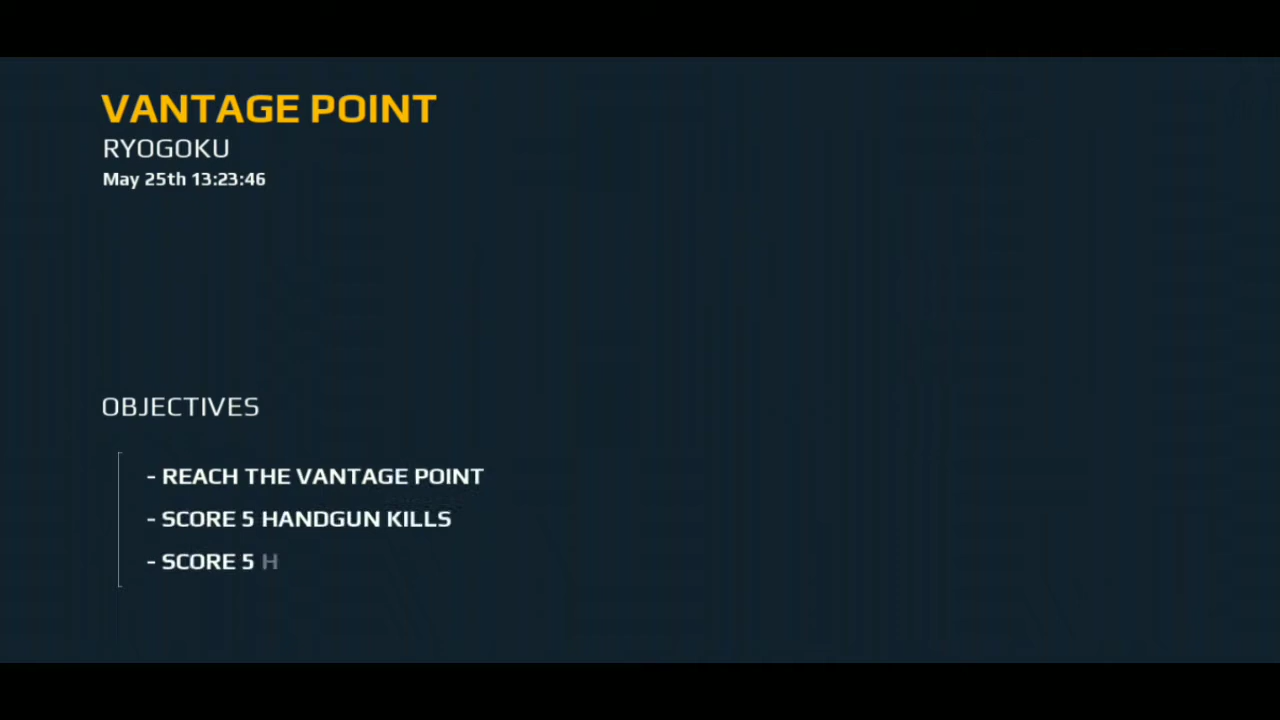 VANTAGE POINT
RYOGOKU
May 25th 13:23:46
OBJECTIVES
- REACH THE VANTAGE POINT
- SCORE 5 HANDGUN KILLS
- SCORE 5 H